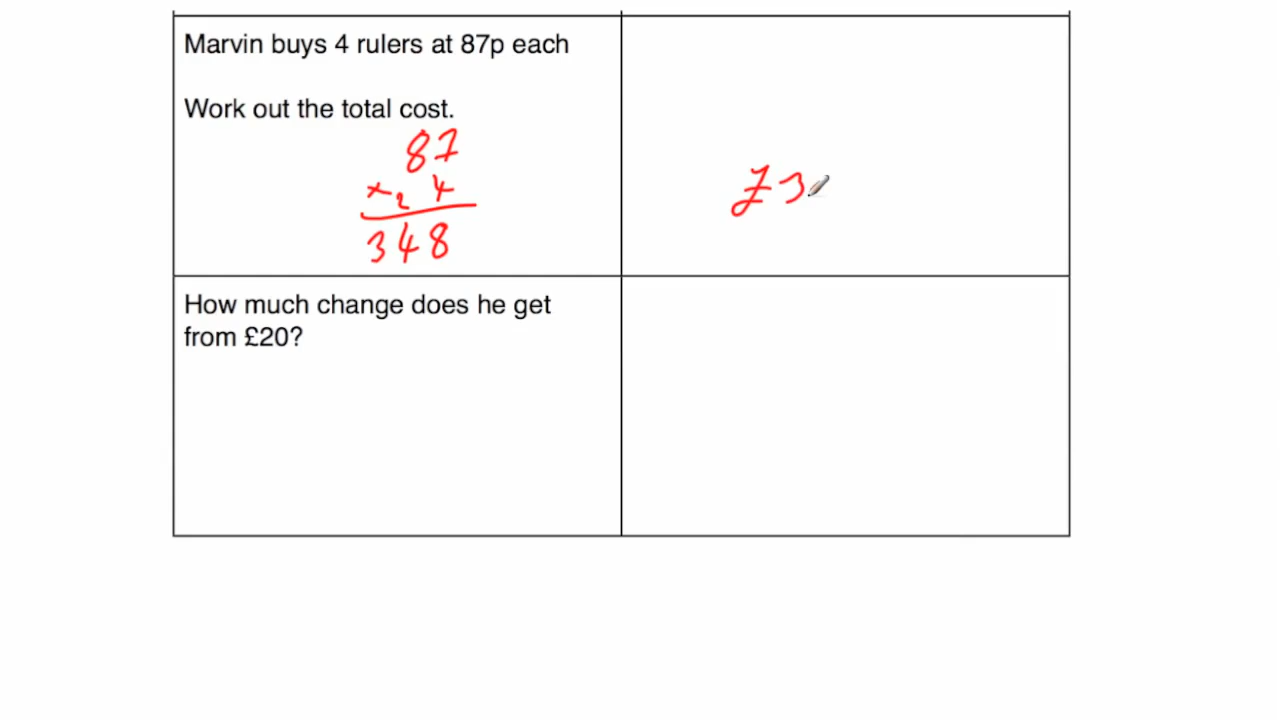 Marvin buys 4 rulers at 87p each
Work out the total cost.
87
× 2 4
348
£3
How much change does he get
from £20?